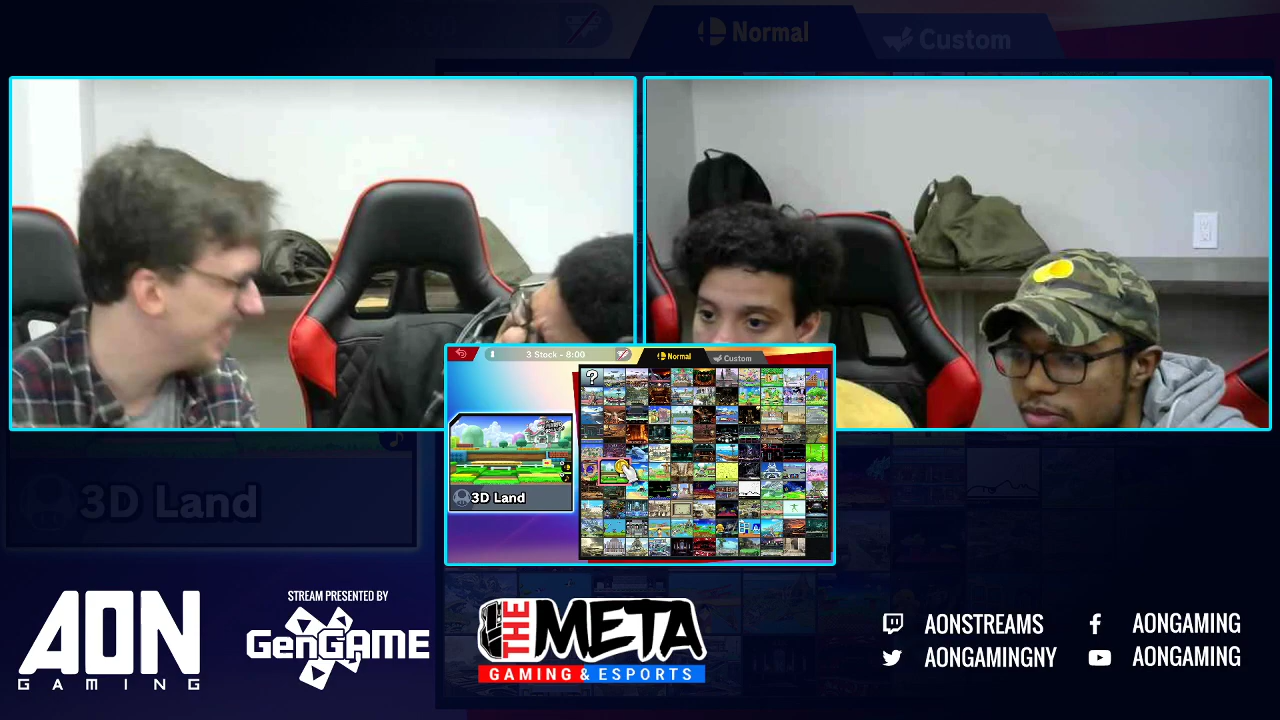 Normal
Custom
3 Stock - 8:00
Normal
Custom
?
3D Land
3D Land
AON
GAMING
STREAM PRESENTED BY
GENGAME
THE META
GAMING & ESPORTS
AONSTREAMS
AONGAMING
AONGAMINGNY
AONGAMING